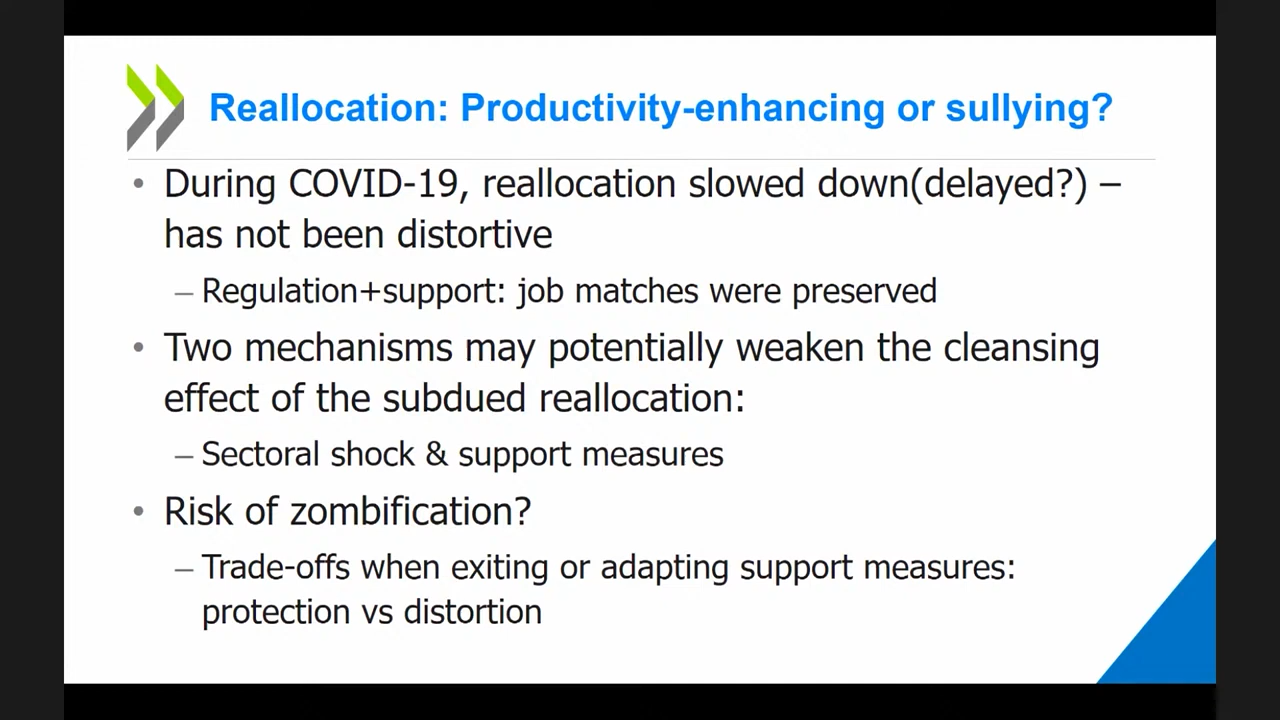 Reallocation: Productivity-enhancing or sullying?
• During COVID-19, reallocation slowed down(delayed?) –
has not been distortive
– Regulation+support: job matches were preserved
• Two mechanisms may potentially weaken the cleansing
effect of the subdued reallocation:
– Sectoral shock & support measures
• Risk of zombification?
– Trade-offs when exiting or adapting support measures:
protection vs distortion